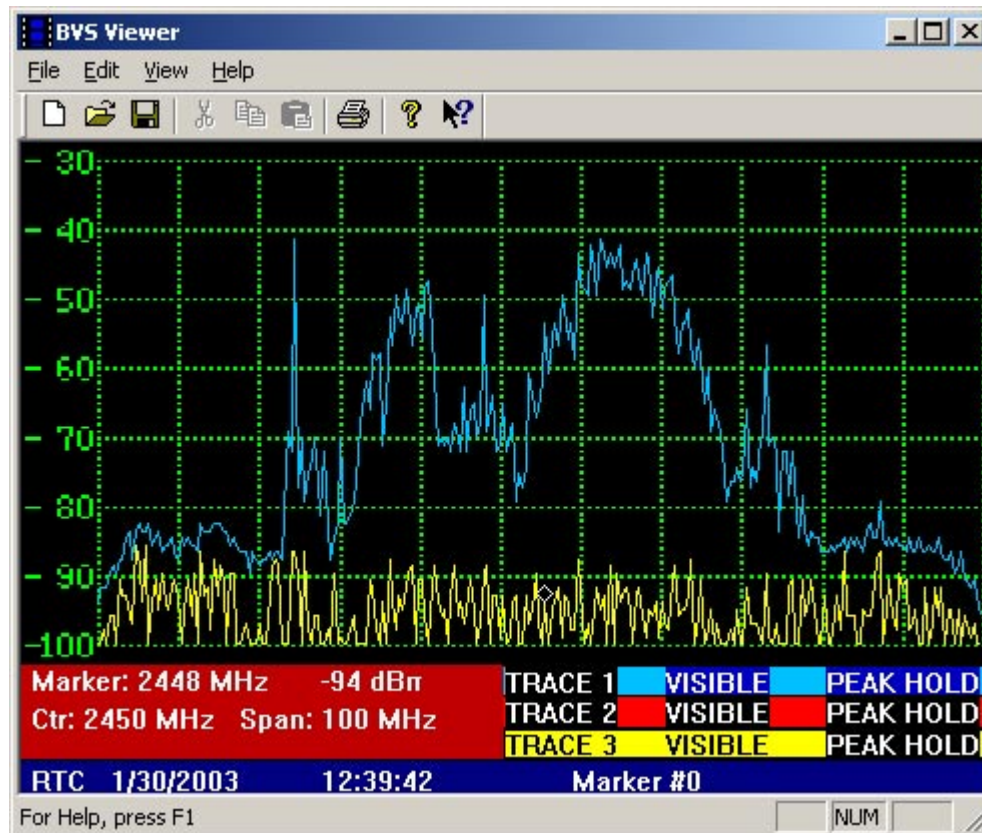 BVS Viewer
File Edit View Help
- 30
- 40
- 50
- 60
- 70
- 80
- 90
-100
Marker: 2448 MHz -94 dBm
Ctr: 2450 MHz Span: 100 MHz
TRACE 1 VISIBLE PEAK HOLD
TRACE 2 VISIBLE PEAK HOLD
TRACE 3 VISIBLE PEAK HOLD
RTC 1/30/2003 12:39:42 Marker #0
For Help, press F1 NUM